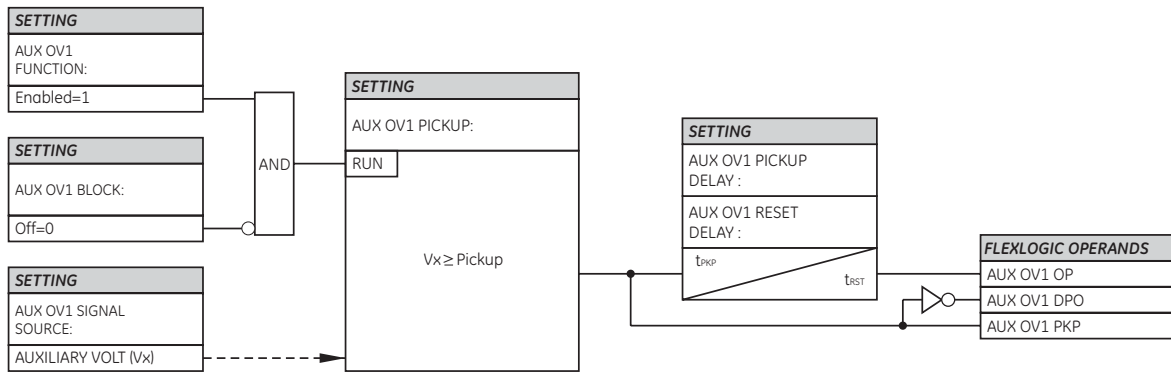 SETTING
AUX OV1
FUNCTION:
Enabled=1
SETTING
AUX OV1 BLOCK:
Off=0
SETTING
AUX OV1 SIGNAL
SOURCE:
AUXILIARY VOLT (Vx)
AND
SETTING
AUX OV1 PICKUP:
RUN
Vx ≥ Pickup
SETTING
AUX OV1 PICKUP
DELAY :
AUX OV1 RESET
DELAY :
tPKP
tRST
FLEXLOGIC OPERANDS
AUX OV1 OP
AUX OV1 DPO
AUX OV1 PKP